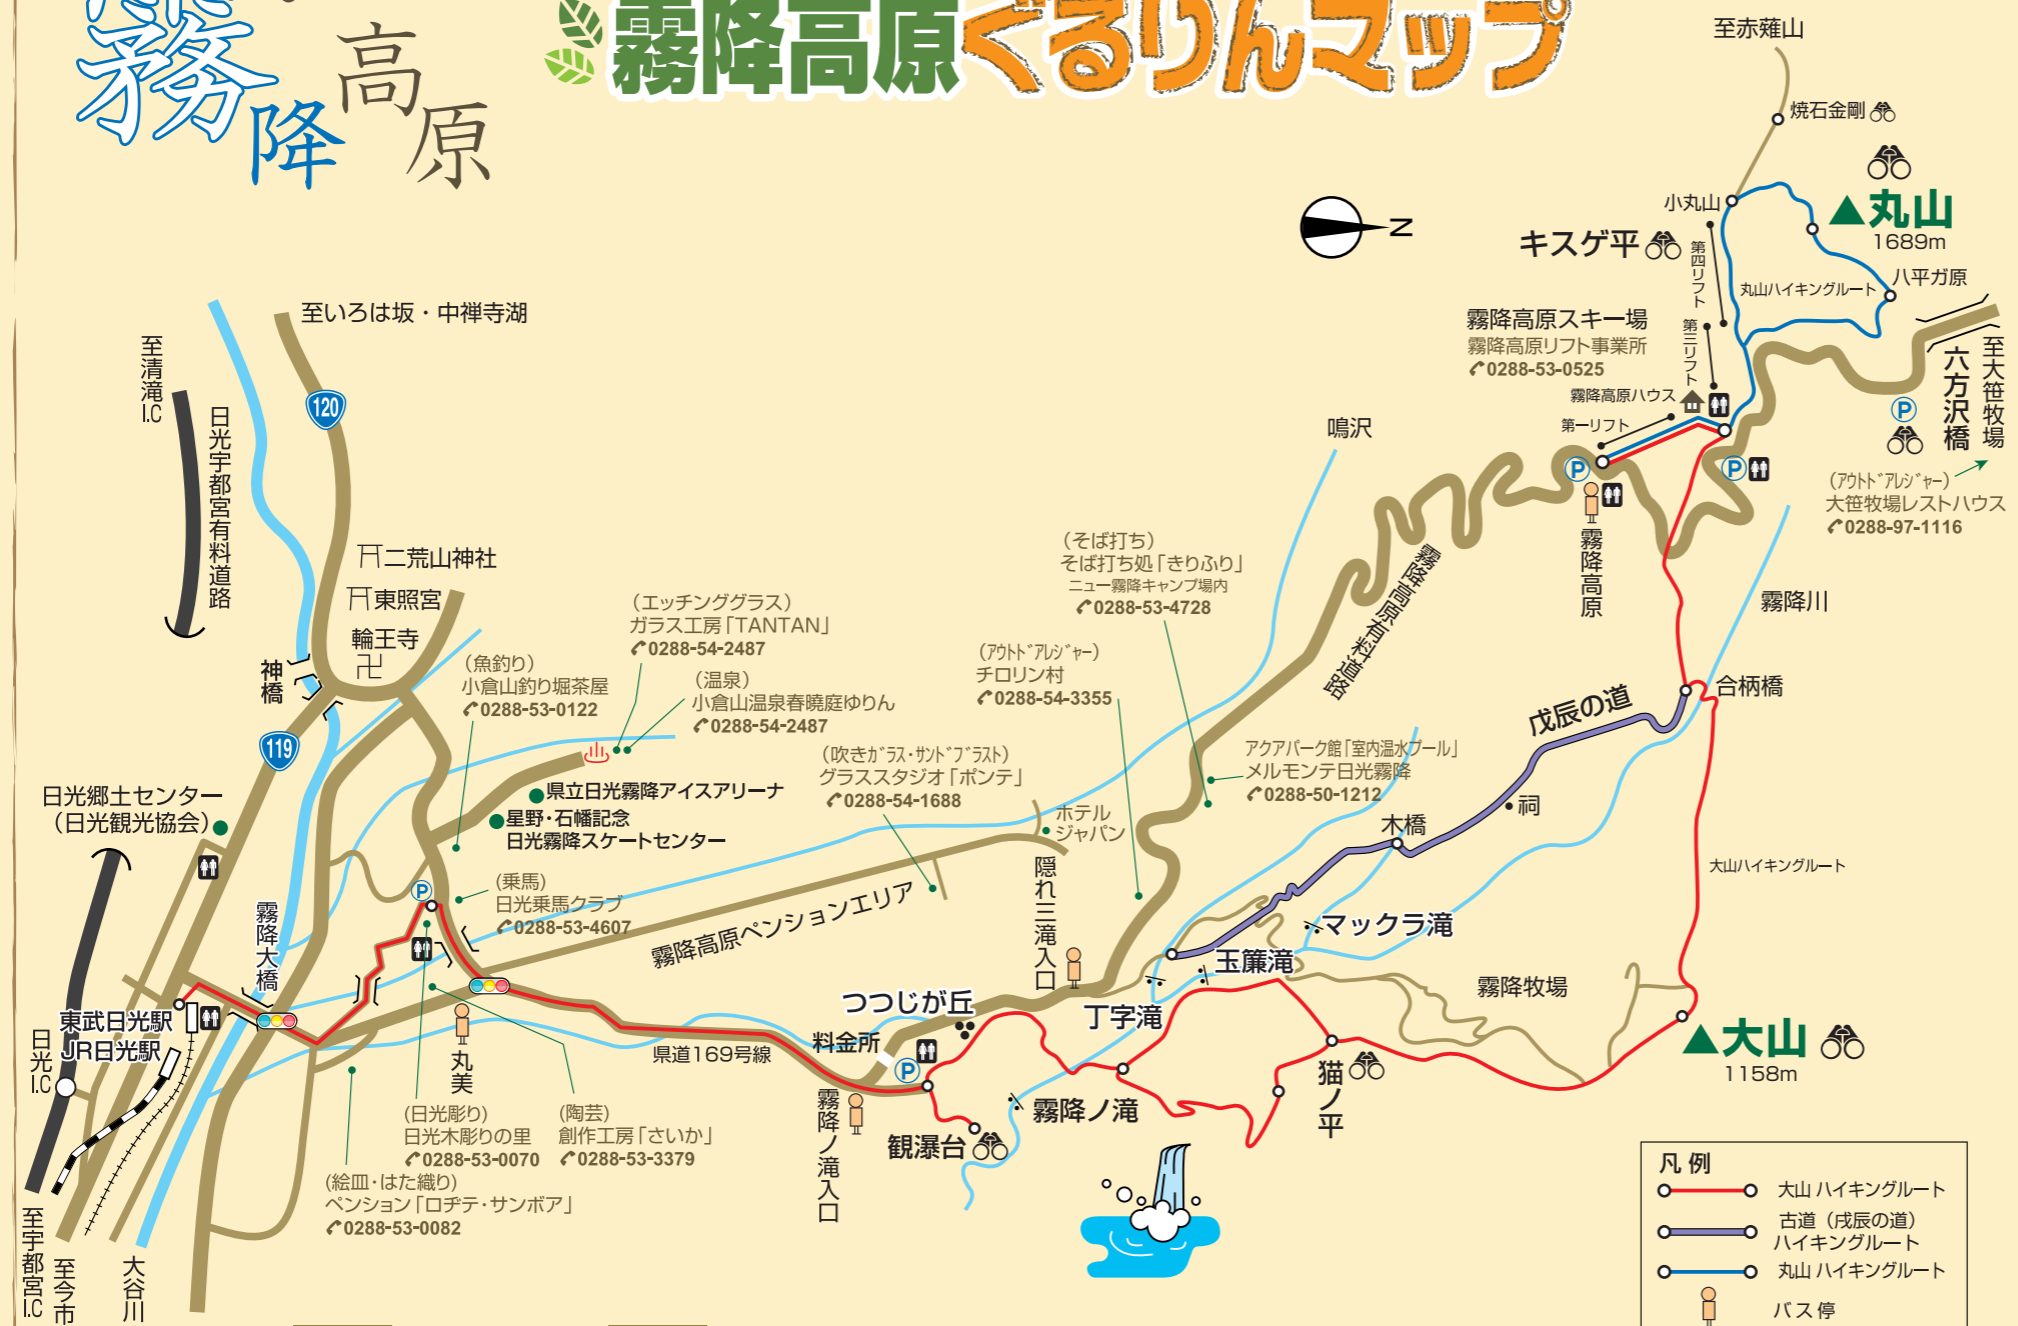 霧降高原
霧降高原ぐるりんマップ
至赤薙山
焼石金剛
小丸山
▲丸山
1689m
キスゲ平
第四リフト
丸山ハイキングルート
八平ガ原
N
霧降高原スキー場
霧降高原リフト事業所
0288-53-0525
第三リフト
霧降高原ハウス
第一リフト
P
P
P
六方沢橋
至大笹牧場
(アウトドアレジャー)
大笹牧場レストハウス
0288-97-1116
霧降高原
霧降川
至いろは坂・中禅寺湖
至清滝I.C
日光宇都宮有料道路
120
鳴沢
霧降高原有料道路
二荒山神社
東照宮
輪王寺
卍
神橋
119
(エッチンググラス)
ガラス工房「TANTAN」
0288-54-2487
(魚釣り)
小倉山釣り堀茶屋
0288-53-0122
(温泉)
小倉山温泉春暁庭ゆりん
0288-54-2487
(そば打ち)
そば打ち処「きりふり」
ニュー霧降キャンプ場内
0288-53-4728
(アウトドアレジャー)
チロリン村
0288-54-3355
(吹きガラス・サンドブラスト)
グラススタジオ「ポンテ」
0288-54-1688
アクアパーク館「室内温水プール」
メルモンテ日光霧降
0288-50-1212
合柄橋
戊辰の道
祠
木橋
大山ハイキングルート
日光郷土センター
(日光観光協会)
県立日光霧降アイスアリーナ
星野・石幡記念
日光霧降スケートセンター
ホテル
ジャパン
P
(乗馬)
日光乗馬クラブ
0288-53-4607
霧降高原ペンションエリア
隠れ三滝入口
マックラ滝
玉簾滝
丁字滝
霧降牧場
霧降大橋
東武日光駅
JR日光駅
日光I.C
丸美
県道169号線
つつじが丘
料金所
P
▲大山
1158m
猫ノ平
霧降ノ滝
霧降ノ滝入口
観瀑台
(日光彫り)
日光木彫りの里
0288-53-0070
(陶芸)
創作工房「さいか」
0288-53-3379
(絵皿・はた織り)
ペンション「ロヂテ・サンボア」
0288-53-0082
至宇都宮I.C
至今市
大谷川
凡 例
大山 ハイキングルート
古道(戊辰の道)
ハイキングルート
丸山 ハイキングルート
バス停